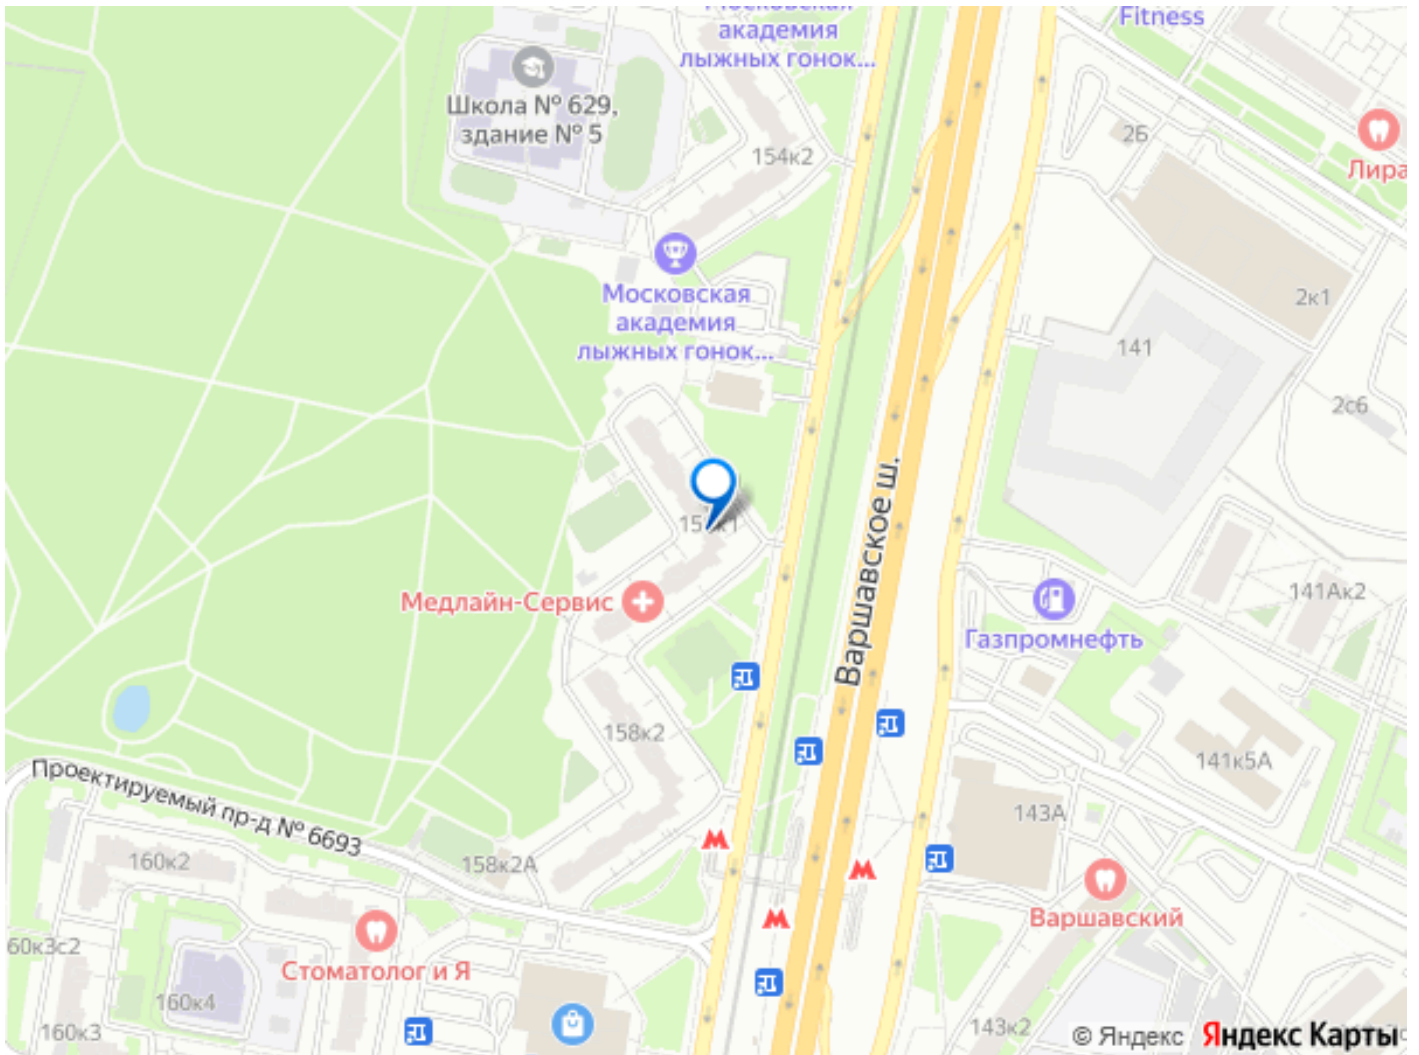 Московская
академия
лыжных гонок...
Fitness
Школа № 629,
здание № 5
154к2
2Б
Лира
Московская
академия
лыжных гонок...
2к1
141
2с6
Варшавское ш.
Медлайн-Сервис
141Ак2
Газпромнефть
158к2
141к5А
Проектируемый пр-д № 6693
143А
160к2
158к2А
Варшавский
60к3с2
Стоматолог и Я
160к4
160к3
143к2
© Яндекс Яндекс Карты